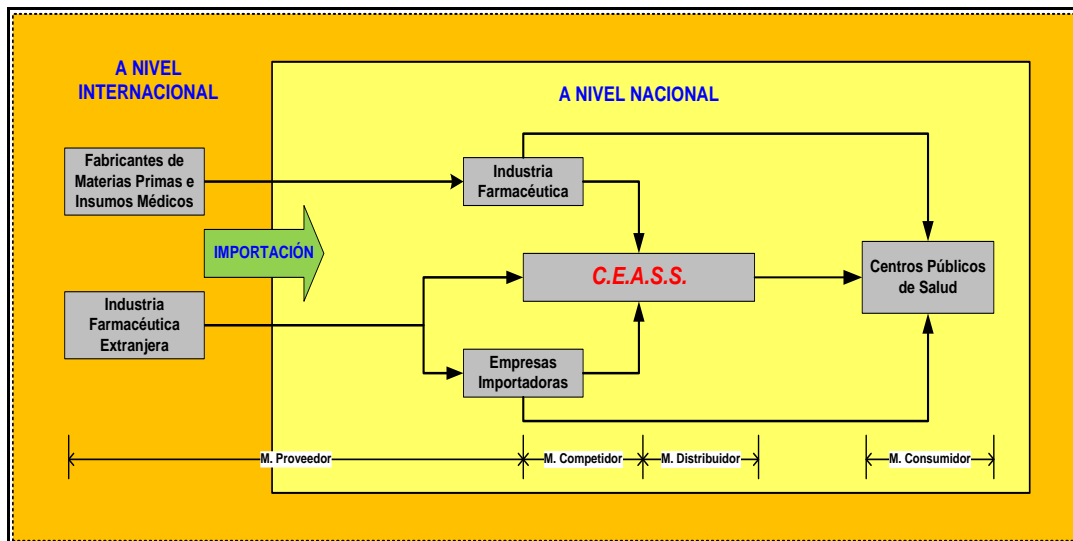 A NIVEL
INTERNACIONAL
A NIVEL NACIONAL
Fabricantes de
Materias Primas e
Insumos Médicos
Industria
Farmacéutica
IMPORTACIÓN
C.E.A.S.S.
Centros Públicos
de Salud
Industria
Farmacéutica
Extranjera
Empresas
Importadoras
M. Proveedor
M. Competidor
M. Distribuidor
M. Consumidor